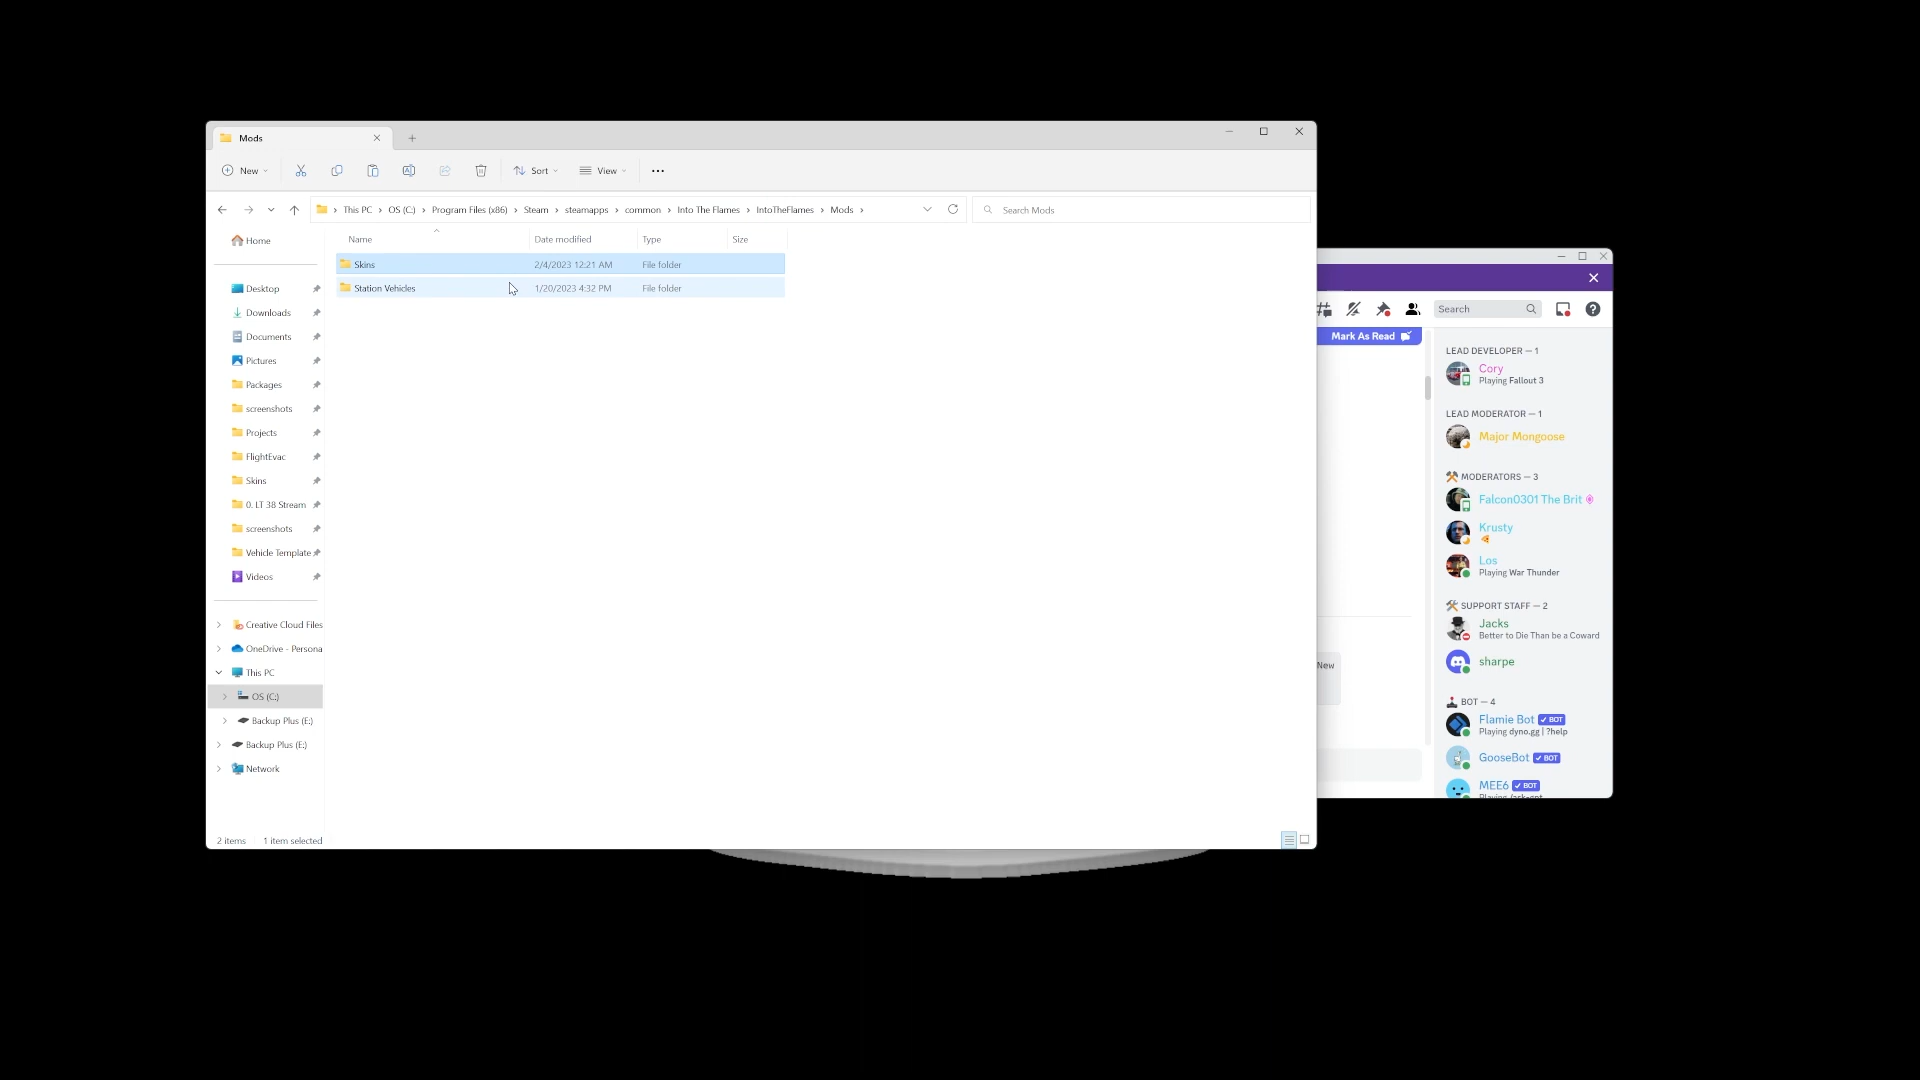 Mods
New
Sort
View
This PC > OS (C:) > Program Files (x86) > Steam > steamapps > common > Into The Flames > IntoTheFlames > Mods >
Search Mods
Name Date modified Type Size
Skins 2/4/2023 12:21 AM File folder
Station Vehicles 1/20/2023 4:32 PM File folder
Home
Desktop
Downloads
Documents
Pictures
Packages
screenshots
Projects
FlightEvac
Skins
0. LT 38 Stream
screenshots
Vehicle Template
Videos
Creative Cloud Files
OneDrive - Persona
This PC
OS (C:)
Backup Plus (E:)
Backup Plus (E:)
Network
2 items 1 item selected
Search
Mark As Read
New
LEAD DEVELOPER — 1
Cory
Playing Fallout 3
LEAD MODERATOR — 1
Major Mongoose
MODERATORS — 3
Falcon0301 The Brit
Krusty
Los
Playing War Thunder
SUPPORT STAFF — 2
Jacks
Better to Die Than be a Coward
sharpe
BOT — 4
Flamie Bot ✓ BOT
Playing dyno.gg | ?help
GooseBot ✓ BOT
MEE6 ✓ BOT